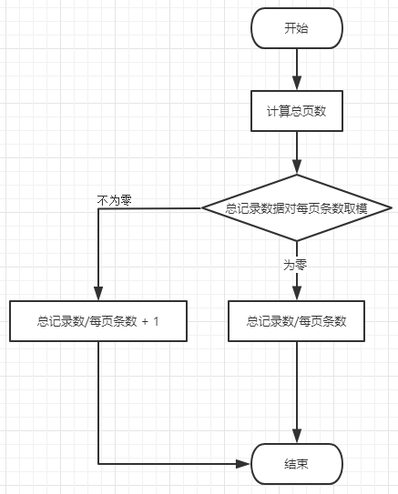 开始
计算总页数
总记录数据对每页条数取模
不为零
为零
总记录数/每页条数 + 1
总记录数/每页条数
结束